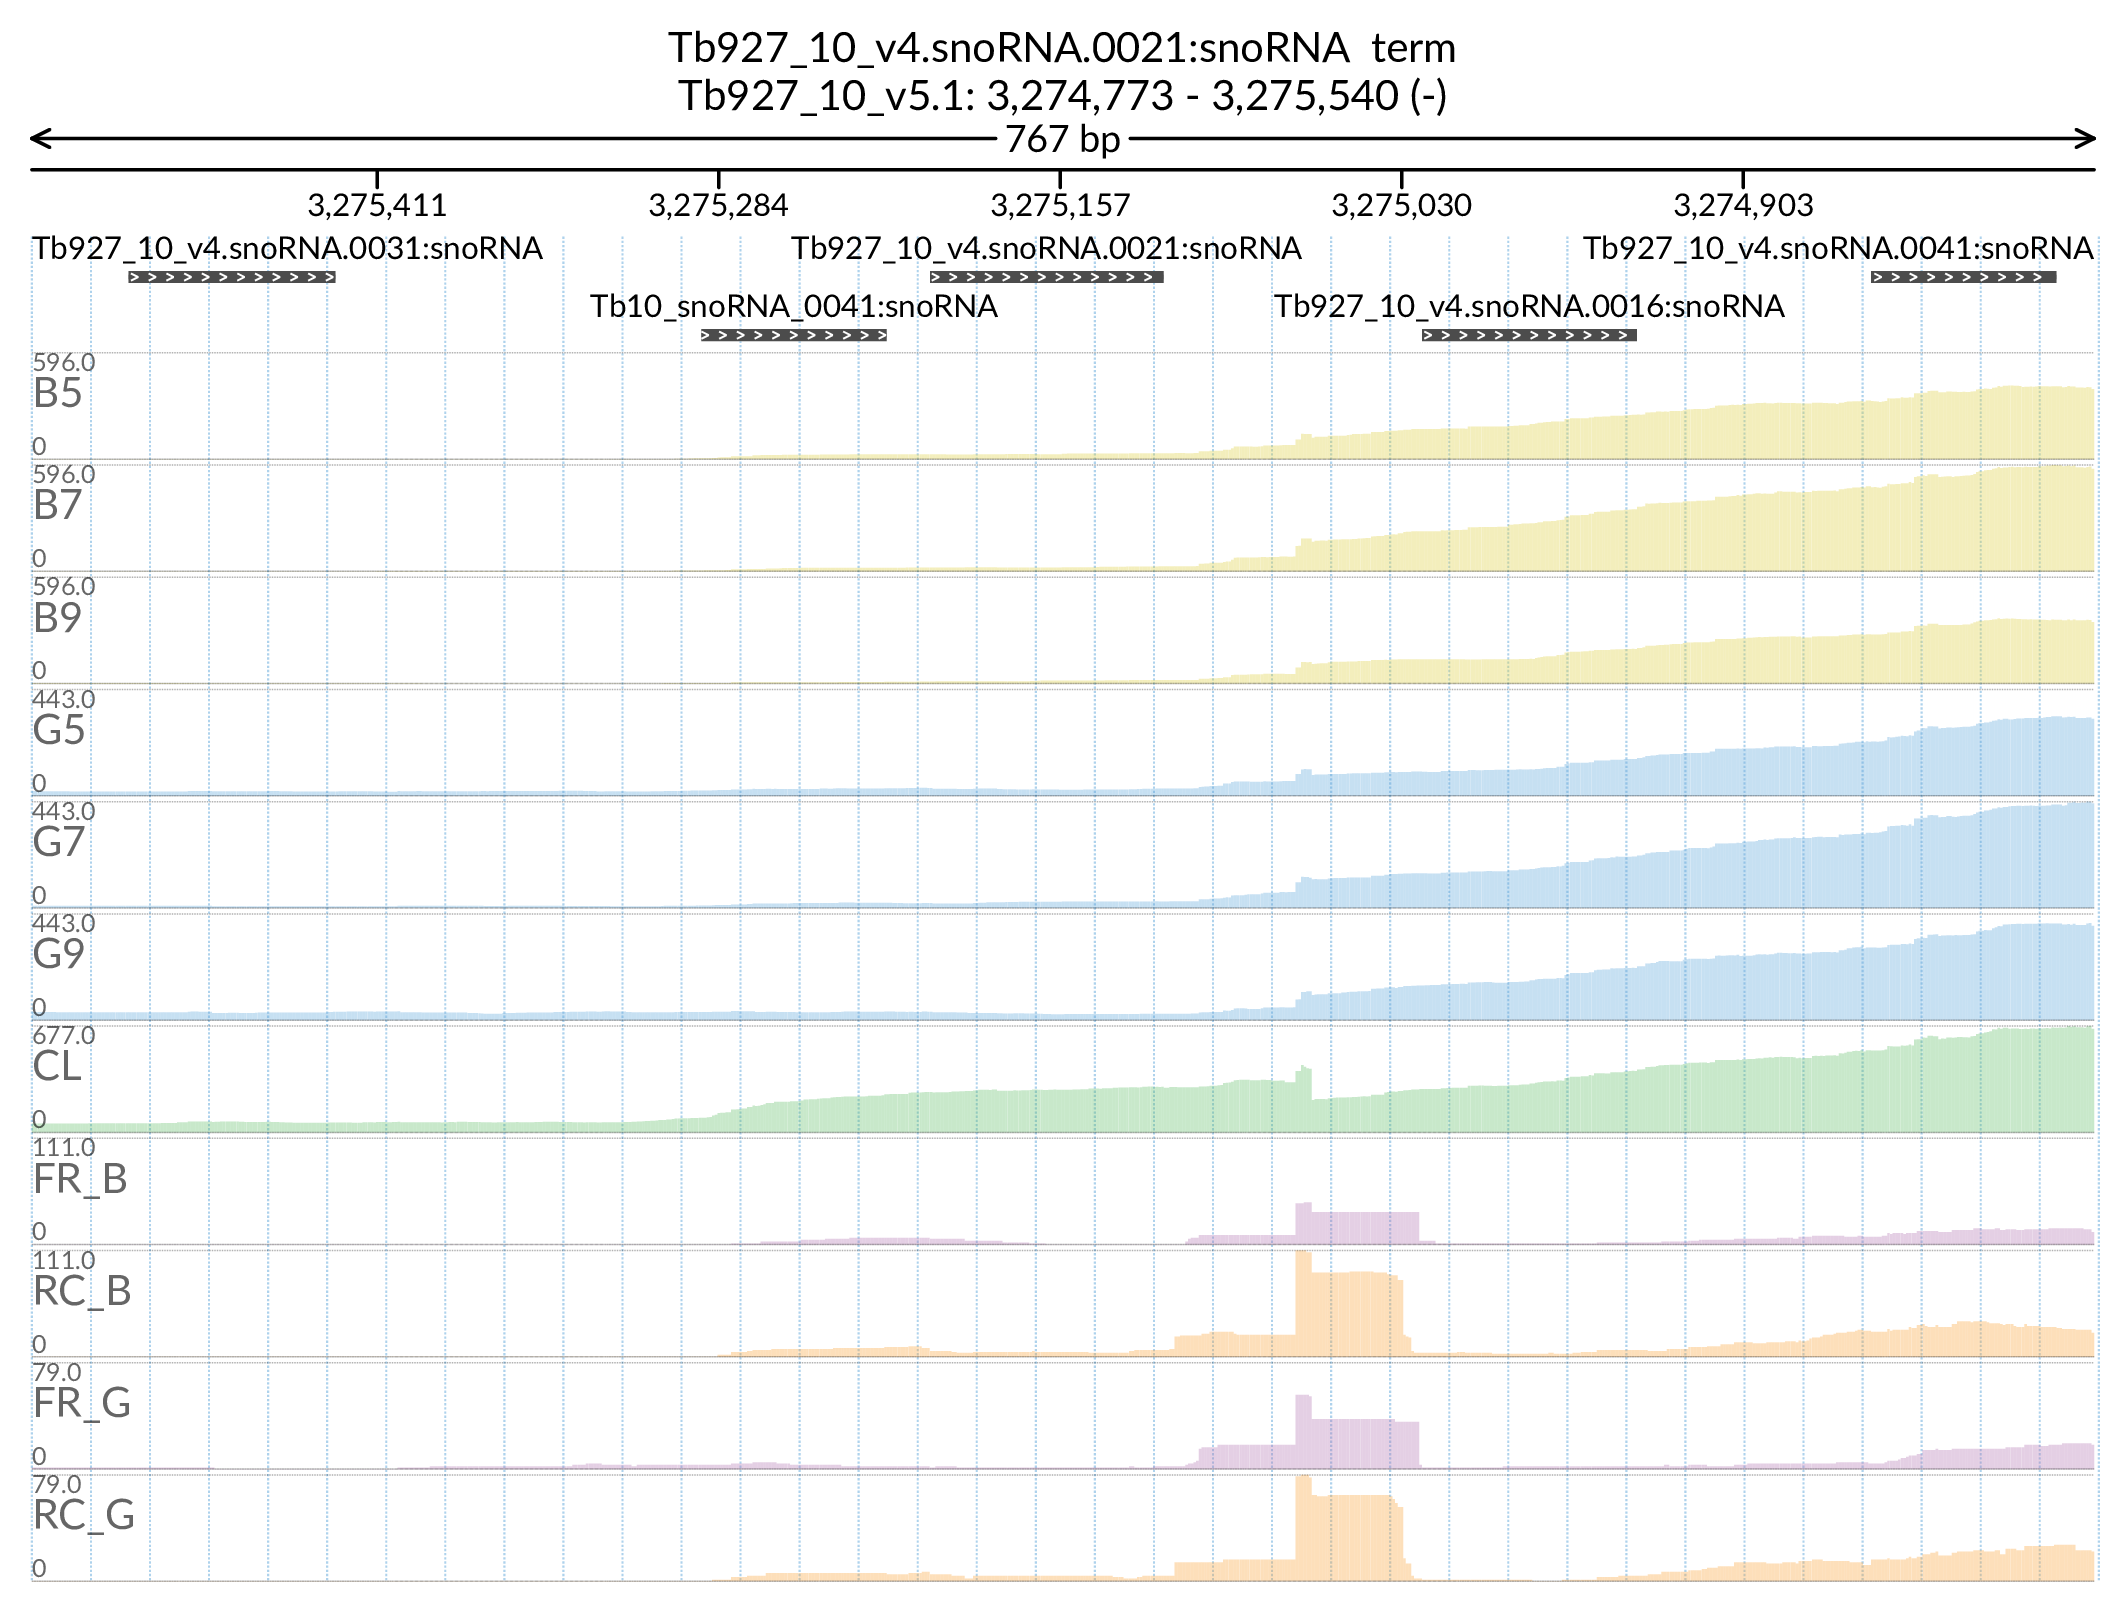 Tb927_10_v4.snoRNA.0021:snoRNA term
Tb927_10_v5.1: 3,274,773 - 3,275,540 (-)
767 bp
3,275,411 3,275,284 3,275,157 3,275,030 3,274,903
Tb927_10_v4.snoRNA.0031:snoRNA Tb927_10_v4.snoRNA.0021:snoRNA Tb927_10_v4.snoRNA.0041:snoRNA
Tb10_snoRNA_0041:snoRNA Tb927_10_v4.snoRNA.0016:snoRNA
596.0
B5
0
596.0
B7
0
596.0
B9
0
443.0
G5
0
443.0
G7
0
443.0
G9
0
677.0
CL
0
111.0
FR_B
0
111.0
RC_B
0
79.0
FR_G
0
79.0
RC_G
0